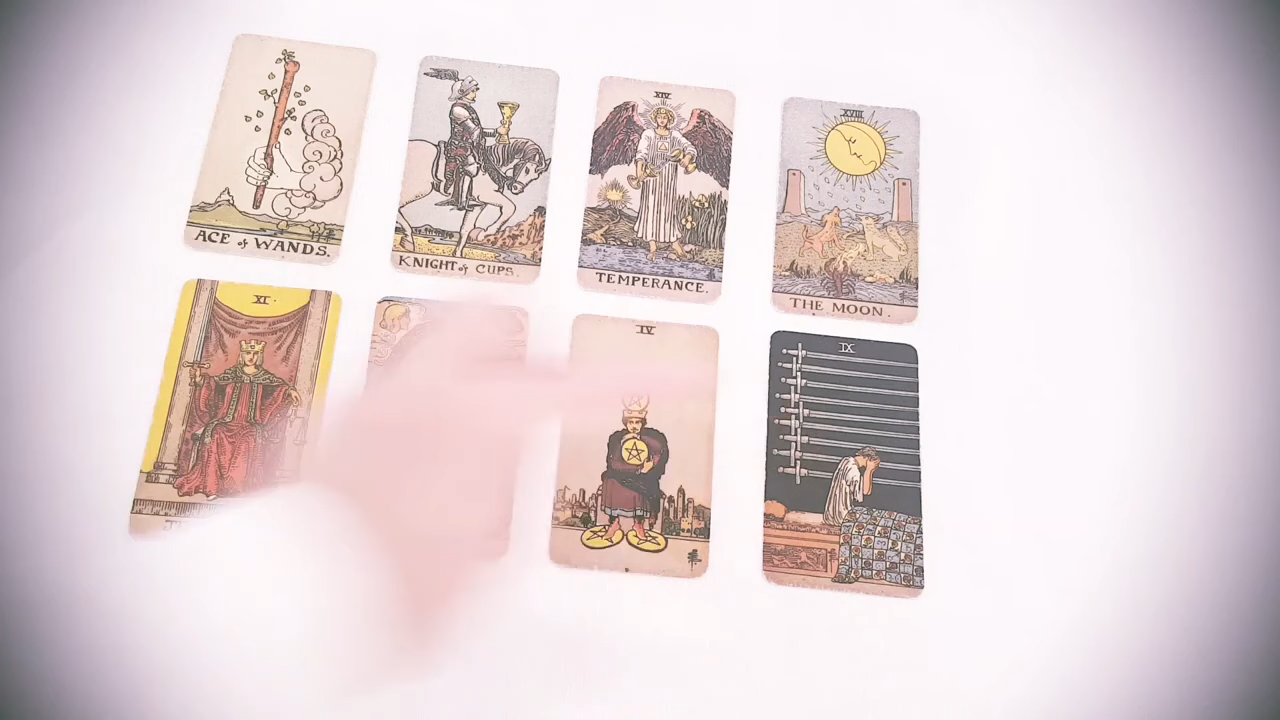 ACE of WANDS.
KNIGHT of CUPS.
XIV
TEMPERANCE.
XVIII
THE MOON.
XI.
IV
IX